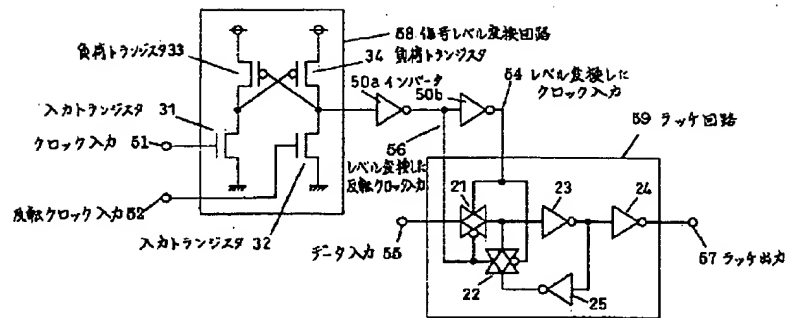 58 信号レベル変換回路
負荷トランジスタ33
34 負荷トランジスタ
50a インバータ
50b
54 レベル変換した
クロック入力
入力トランジスタ 31
クロック入力 51
56
レベル変換した
反転クロック入力
59 ラッチ回路
反転クロック入力 52
入力トランジスタ 32
21
23
24
データ入力 55
57 ラッチ出力
22
25